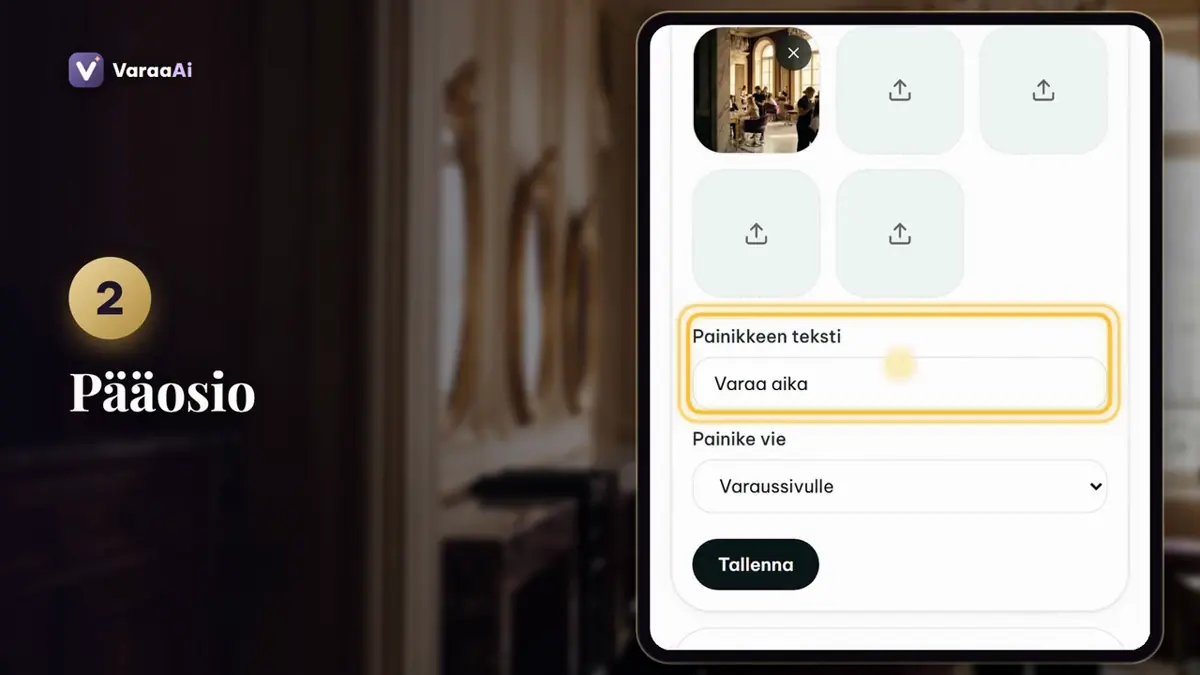 VaraaAi
2
Pääosio
Painikkeen teksti
Varaa aika
Painike vie
Varaussivulle
Tallenna